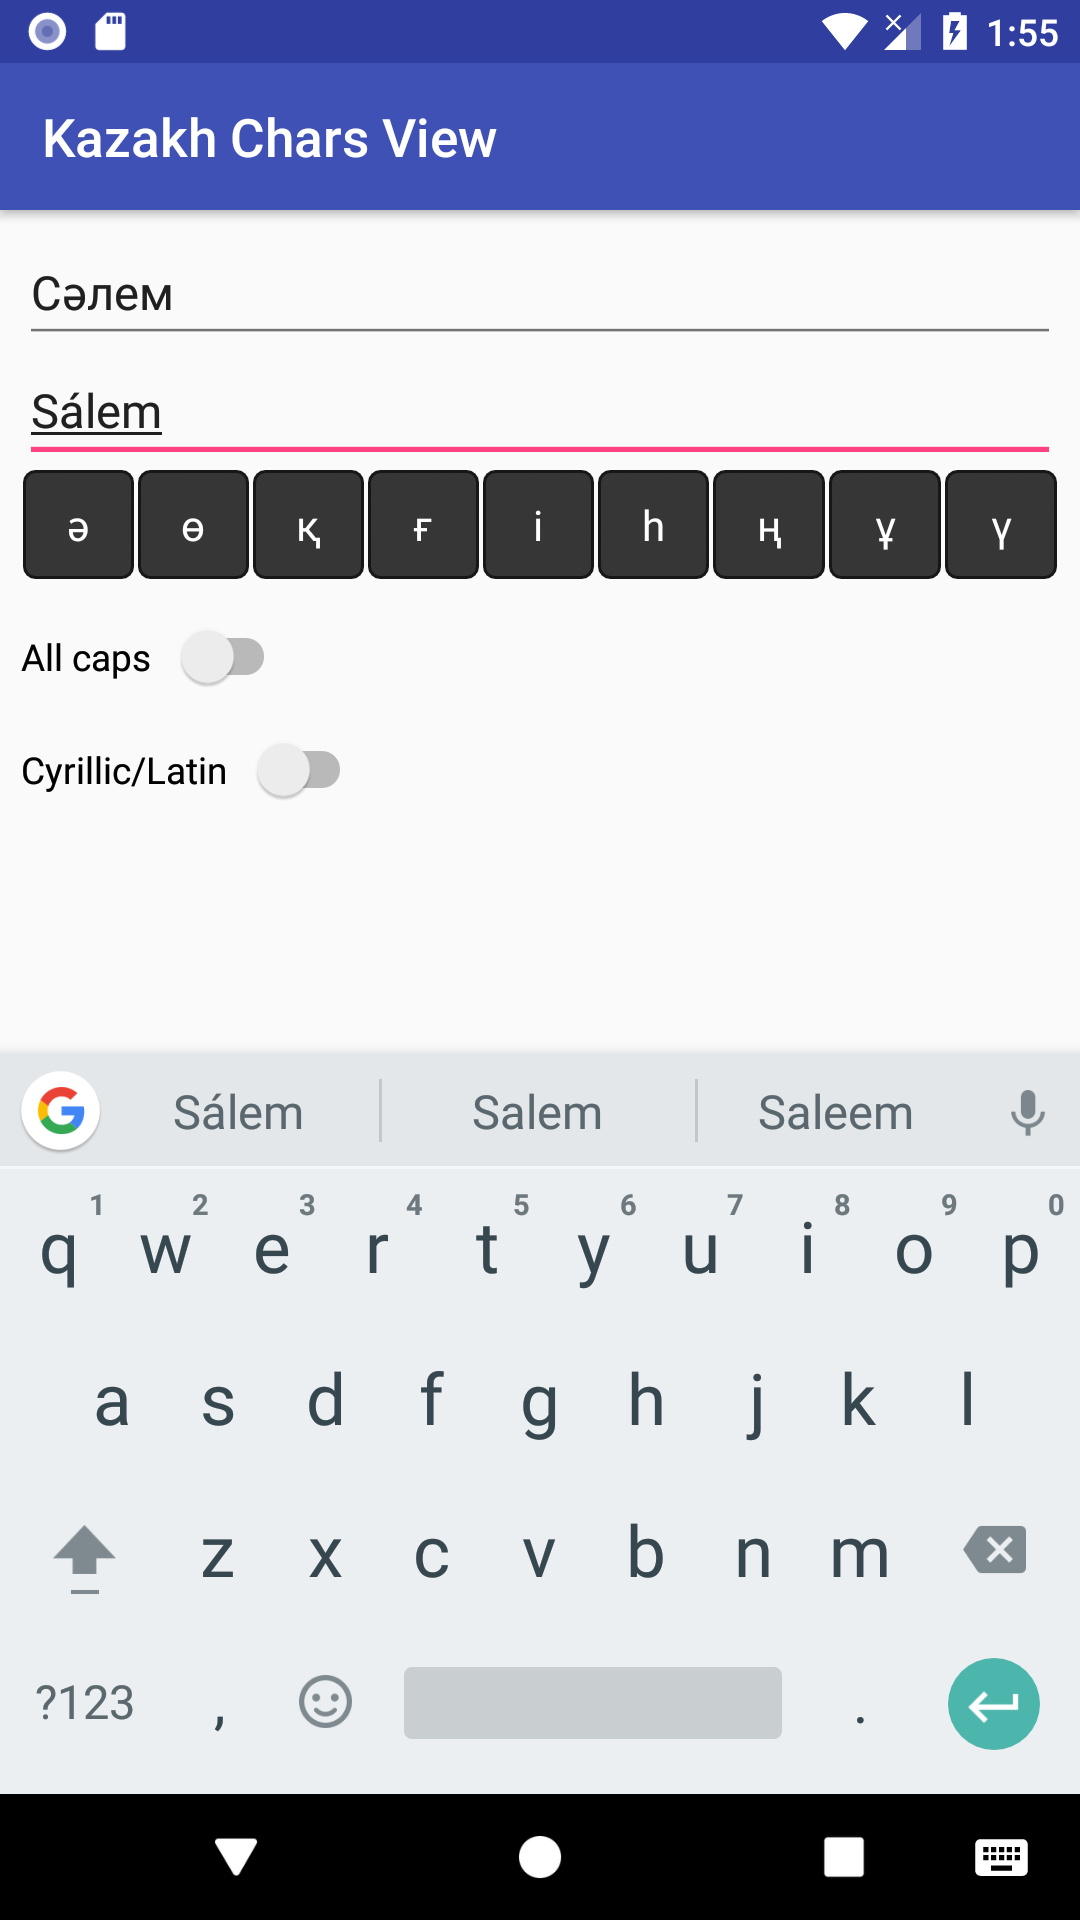 1:55
Kazakh Chars View
Сәлем
Sálem
ә ө қ ғ і һ ң ұ ү
All caps
Cyrillic/Latin
Sálem Salem Saleem
1 2 3 4 5 6 7 8 9 0
q w e r t y u i o p
a s d f g h j k l
z x c v b n m
?123 , .